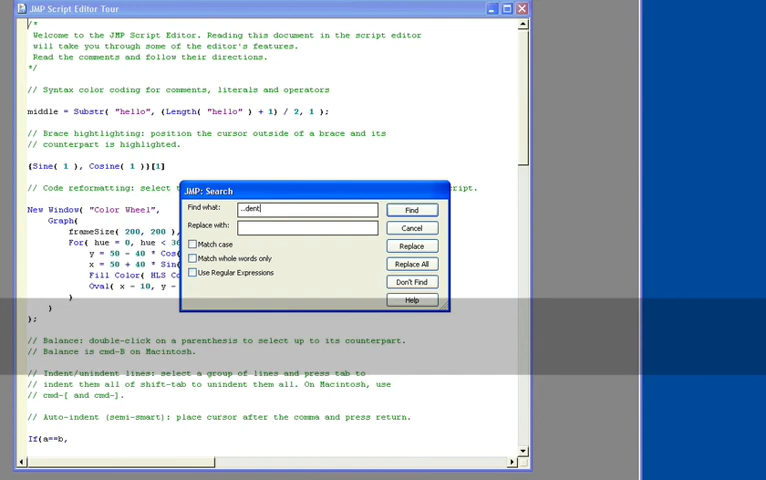 JMP Script Editor Tour
/*
Welcome to the JMP Script Editor. Reading this document in the script editor
will take you through some of the editor's features.
Read the comments and follow their directions.
*/
// Syntax color coding for comments, literals and operators
middle = Substr( "hello", (Length( "hello" ) + 1) / 2, 1 );
// Brace hightlighting: position the cursor outside of a brace and its
// counterpart is highlighted.
{Sine( 1 ), Cosine( 1 )}[1]
// Code reformatting: select t
cript.
New Window( "Color Wheel",
Graph(
frameSize( 200, 200 ),
For( hue = 0, hue < 36
y = 50 - 40 * Cos(
x = 50 + 40 * Sin(
Fill Color( HLS Co
Oval( x - 10, y -
)
)
);
// Balance: double-click on a parenthesis to select up to its counterpart.
// Balance is cmd-B on Macintosh.
// Indent/unindent lines: select a group of lines and press tab to
// indent them all of shift-tab to unindent them all. On Macintosh, use
// cmd-[ and cmd-].
// Auto-indent (semi-smart): place cursor after the comma and press return.
If(a==b,
JMP: Search
Find what: ..dent
Replace with:
Match case
Match whole words only
Use Regular Expressions
Find
Cancel
Replace
Replace All
Don't Find
Help